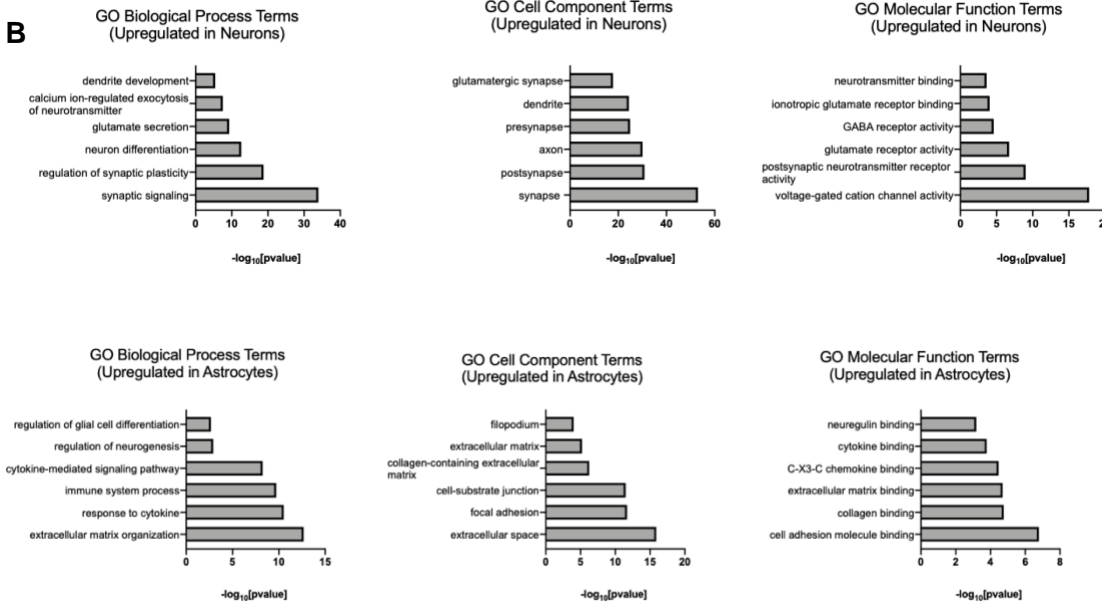 B
GO Biological Process Terms
(Upregulated in Neurons)
dendrite development
calcium ion-regulated exocytosis
of neurotransmitter
glutamate secretion
neuron differentiation
regulation of synaptic plasticity
synaptic signaling
0 10 20 30 40
-log10[pvalue]
GO Cell Component Terms
(Upregulated in Neurons)
glutamatergic synapse
dendrite
presynapse
axon
postsynapse
synapse
0 20 40 60
-log10[pvalue]
GO Molecular Function Terms
(Upregulated in Neurons)
neurotransmitter binding
ionotropic glutamate receptor binding
GABA receptor activity
glutamate receptor activity
postsynaptic neurotransmitter receptor
activity
voltage-gated cation channel activity
0 5 10 15
-log10[pvalue]
GO Biological Process Terms
(Upregulated in Astrocytes)
regulation of glial cell differentiation
regulation of neurogenesis
cytokine-mediated signaling pathway
immune system process
response to cytokine
extracellular matrix organization
0 5 10 15
-log10[pvalue]
GO Cell Component Terms
(Upregulated in Astrocytes)
filopodium
extracellular matrix
collagen-containing extracellular
matrix
cell-substrate junction
focal adhesion
extracellular space
0 5 10 15 20
-log10[pvalue]
GO Molecular Function Terms
(Upregulated in Astrocytes)
neuregulin binding
cytokine binding
C-X3-C chemokine binding
extracellular matrix binding
collagen binding
cell adhesion molecule binding
0 2 4 6 8
-log10[pvalue]